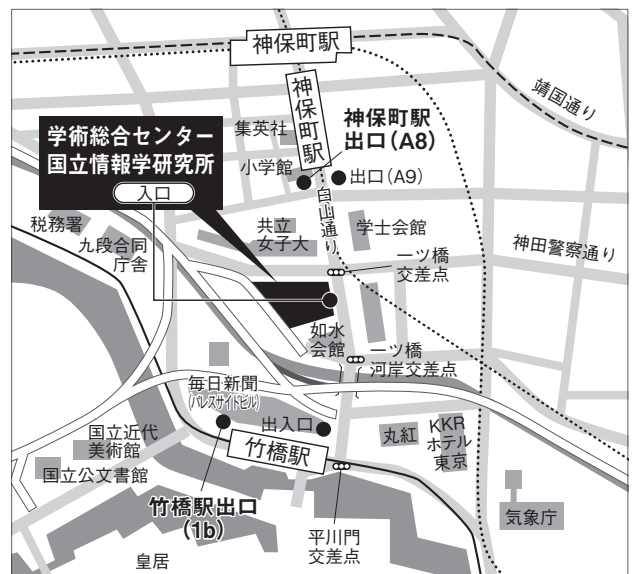 神保町駅
靖国通り
神保町駅
集英社
神保町駅
出口(A8)
学術総合センター
国立情報学研究所
入口
小学館
出口(A9)
白山通り
税務署
九段合同
庁舎
共立
女子大
学士会館
一ツ橋
交差点
神田警察通り
如水
会館
一ツ橋
河岸交差点
毎日新聞
(パレスサイドビル)
出入口
丸紅
KKR
ホテル
東京
国立近代
美術館
国立公文書館
竹橋駅
竹橋駅出口
(1b)
平川門
交差点
気象庁
皇居